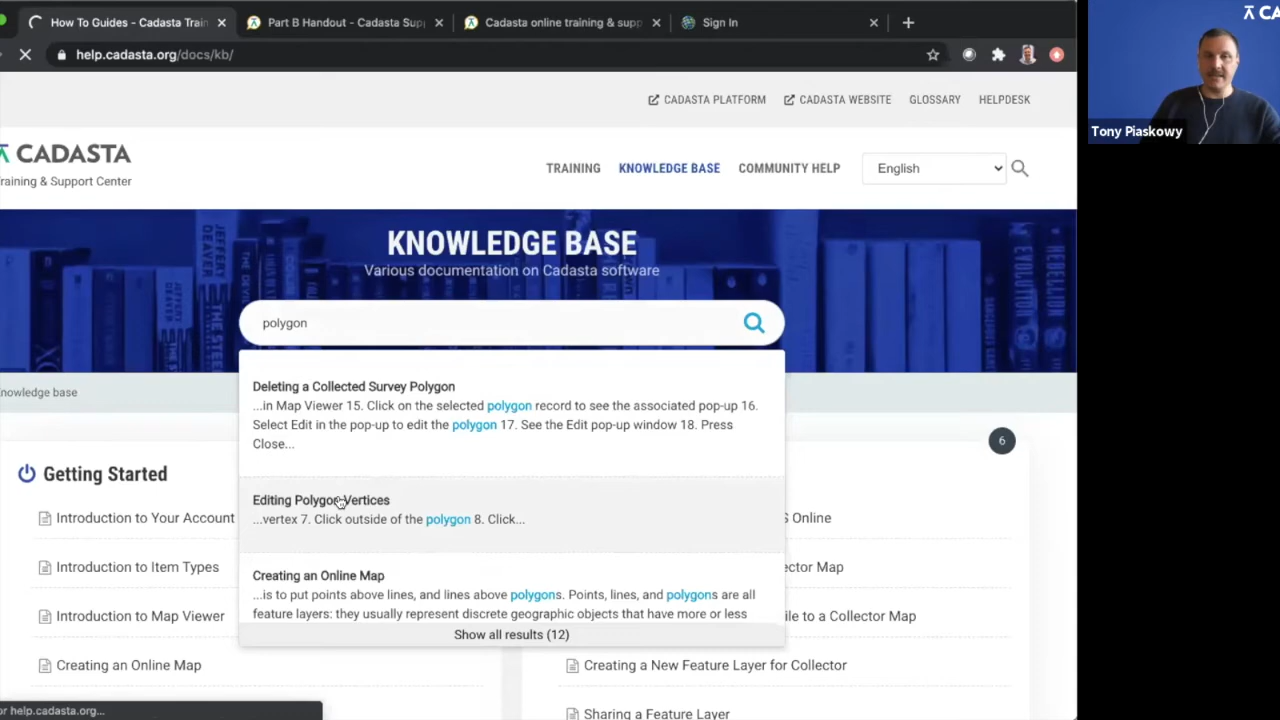 How To Guides - Cadasta Train
Part B Handout - Cadasta Supp
Cadasta online training & supp
Sign In
help.cadasta.org/docs/kb/
CADASTA PLATFORM
CADASTA WEBSITE
GLOSSARY
HELPDESK
CADASTA
raining & Support Center
TRAINING
KNOWLEDGE BASE
COMMUNITY HELP
English
KNOWLEDGE BASE
Various documentation on Cadasta software
polygon
nowledge base
Deleting a Collected Survey Polygon
...in Map Viewer 15. Click on the selected polygon record to see the associated pop-up 16.
Select Edit in the pop-up to edit the polygon 17. See the Edit pop-up window 18. Press
Close...
Editing Polygon Vertices
...vertex 7. Click outside of the polygon 8. Click...
Creating an Online Map
...is to put points above lines, and lines above polygons. Points, lines, and polygons are all
feature layers: they usually represent discrete geographic objects that have more or less
Show all results (12)
6
Getting Started
Introduction to Your Account
Introduction to Item Types
Introduction to Map Viewer
Creating an Online Map
S Online
ector Map
ile to a Collector Map
Creating a New Feature Layer for Collector
Sharing a Feature Layer
or help.cadasta.org...
CA
Tony Piaskowy